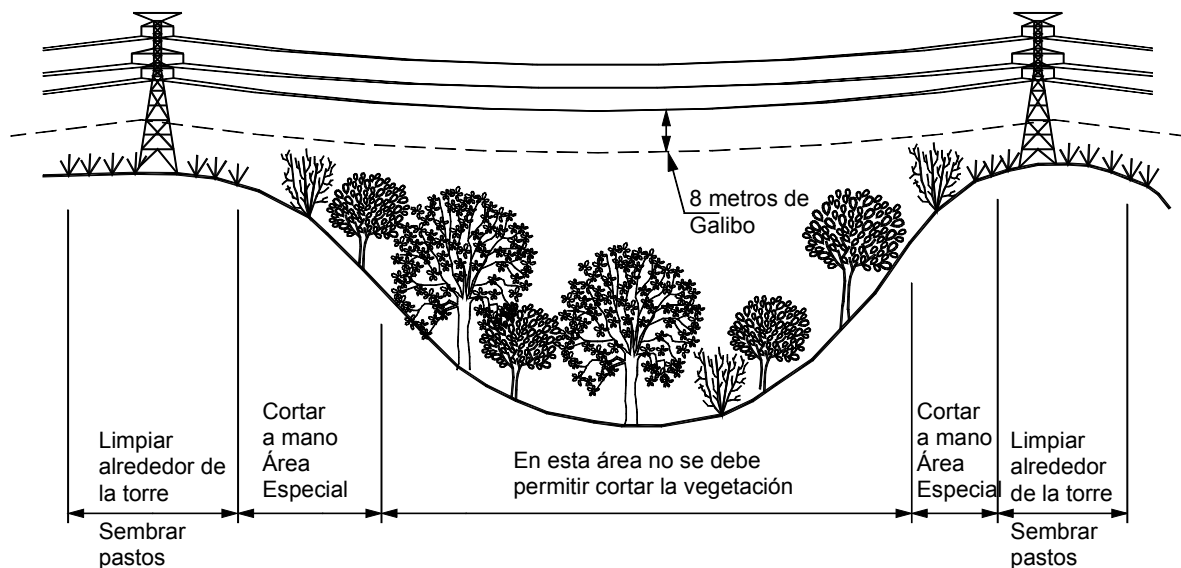 8 metros de
Galibo
Limpiar
alrededor de
la torre
Sembrar
pastos
Cortar
a mano
Área
Especial
En esta área no se debe
permitir cortar la vegetación
Cortar
a mano
Área
Especial
Limpiar
alrededor
de la torre
Sembrar
pastos